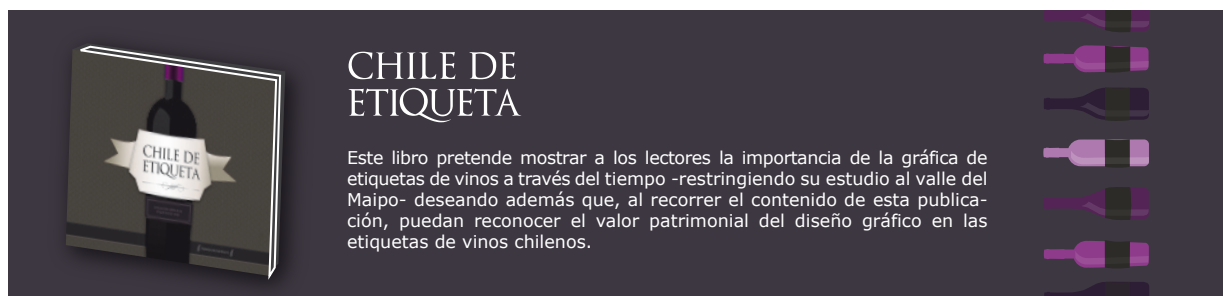 CHILE DE
ETIQUETA
CHILE DE
ETIQUETA
Este libro pretende mostrar a los lectores la importancia de la gráfica de
etiquetas de vinos a través del tiempo -restringiendo su estudio al valle del
Maipo- deseando además que, al recorrer el contenido de esta publica-
ción, puedan reconocer el valor patrimonial del diseño gráfico en las
etiquetas de vinos chilenos.